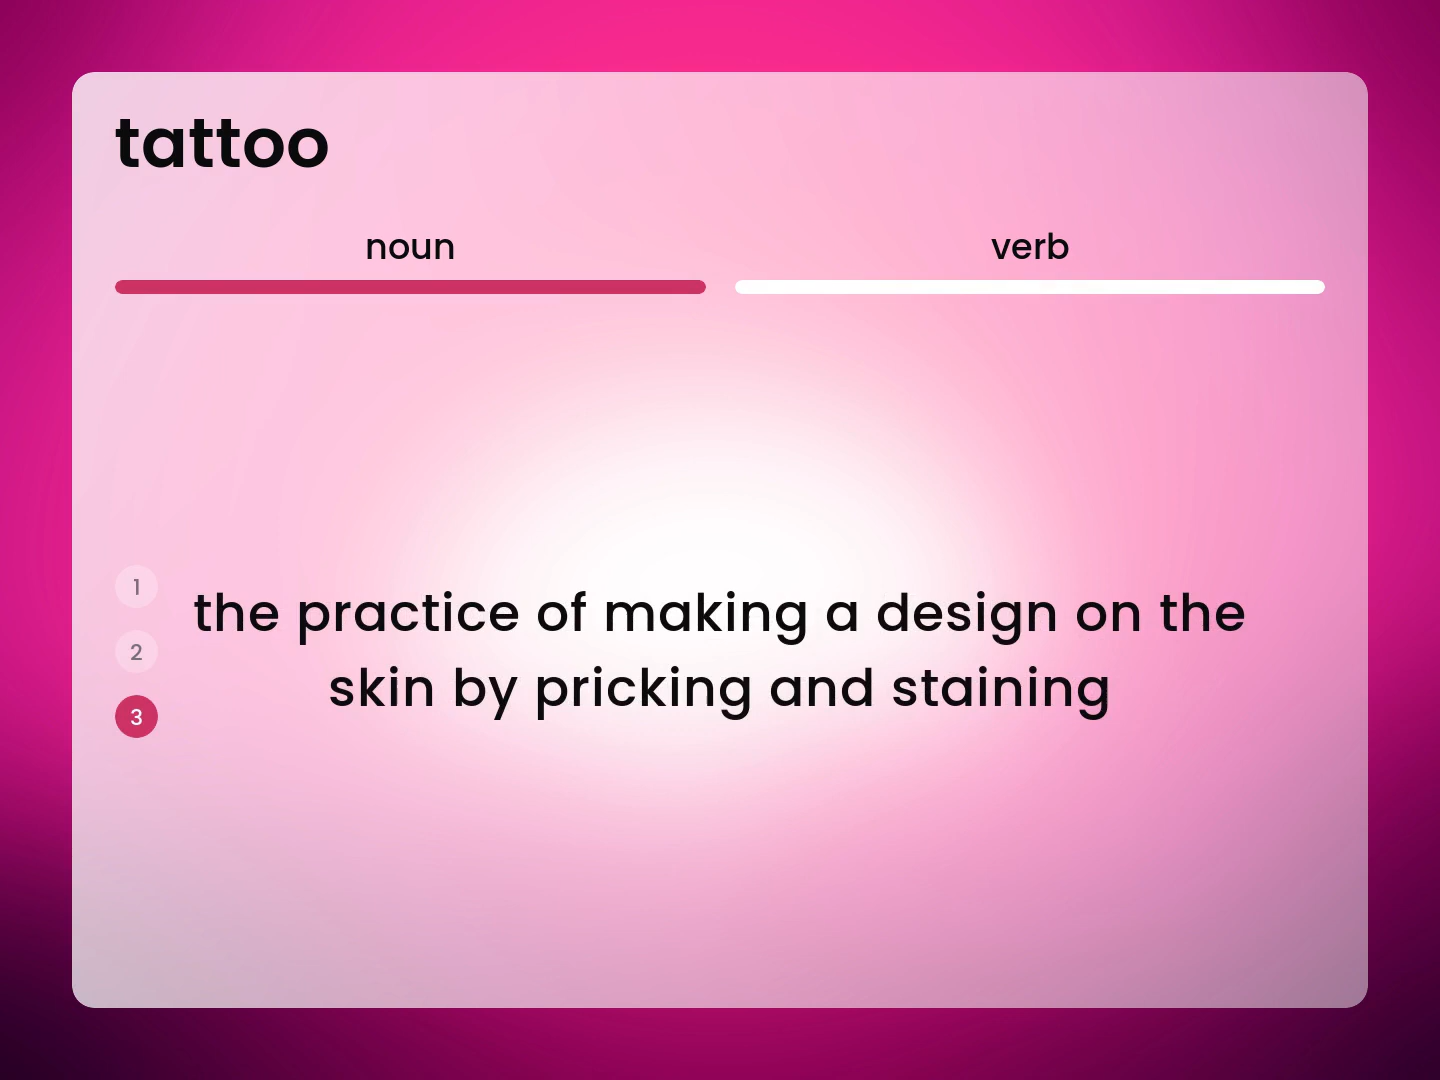 tattoo
noun
verb
1
2
3
the practice of making a design on the
skin by pricking and staining